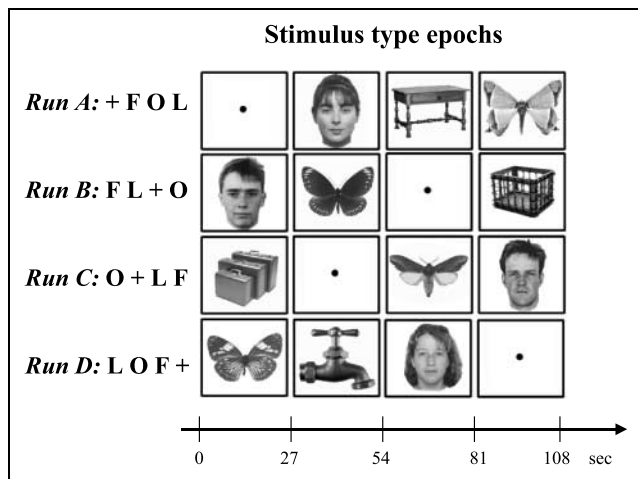 Stimulus type epochs
Run A: + F O L
Run B: F L + O
Run C: O + L F
Run D: L O F +
0 27 54 81 108 sec